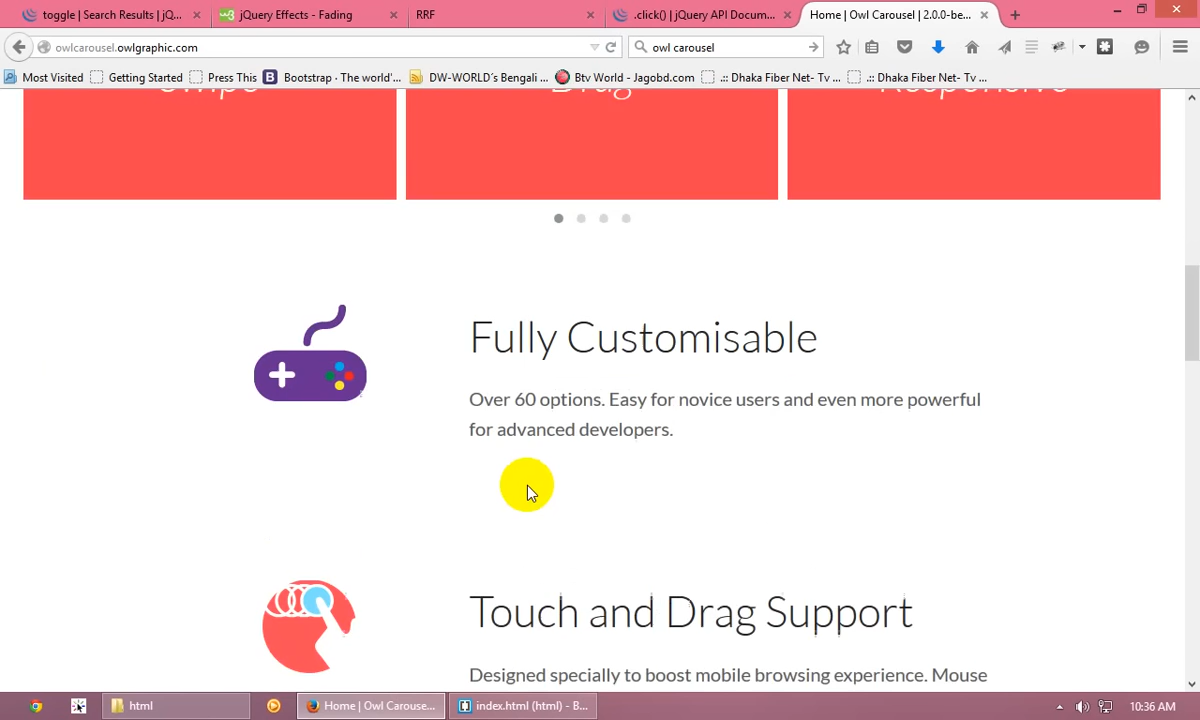 toggle | Search Results | jQ...
jQuery Effects - Fading
RRF
.click() | jQuery API Docum...
Home | Owl Carousel | 2.0.0-be...
owlcarousel.owlgraphic.com
owl carousel
Most Visited
Getting Started
Press This
Bootstrap · The world'...
DW-WORLD´s Bengali ...
Btv World - Jagobd.com
.:: Dhaka Fiber Net- Tv ...
.:: Dhaka Fiber Net- Tv ...
Swipe
Drag
Responsive
Fully Customisable
Over 60 options. Easy for novice users and even more powerful
for advanced developers.
Touch and Drag Support
Designed specially to boost mobile browsing experience. Mouse
html
Home | Owl Carouse...
index.html (html) - B...
10:36 AM